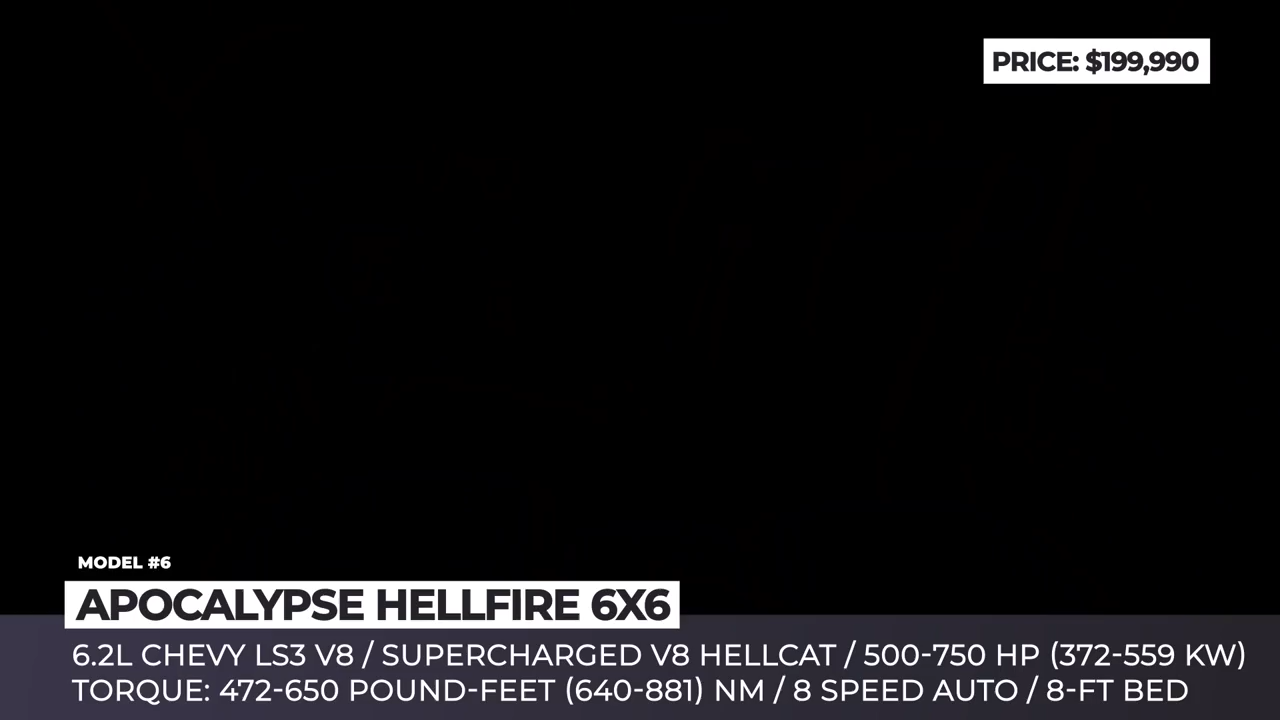 PRICE: $199,990
MODEL #6
APOCALYPSE HELLFIRE 6X6
6.2L CHEVY LS3 V8 / SUPERCHARGED V8 HELLCAT / 500-750 HP (372-559 KW)
TORQUE: 472-650 POUND-FEET (640-881) NM / 8 SPEED AUTO / 8-FT BED